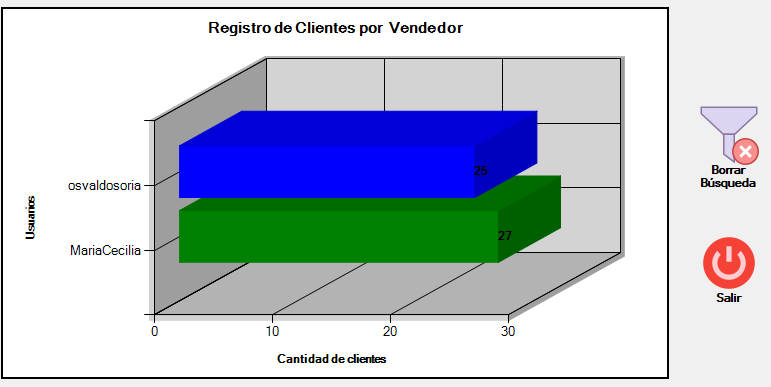 Registro de Clientes por Vendedor
Usuarios
osvaldosoria
25
MariaCecilia
27
0 10 20 30
Cantidad de clientes
Borrar
Búsqueda
Salir